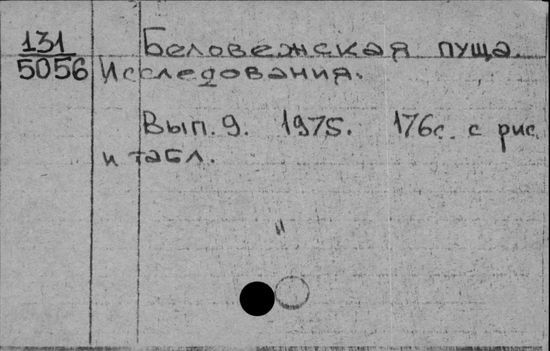 131 Беловежская пуща.
5056 Исследования.
Вып. 9. 1975. 176с. с рис.
и табл.
"